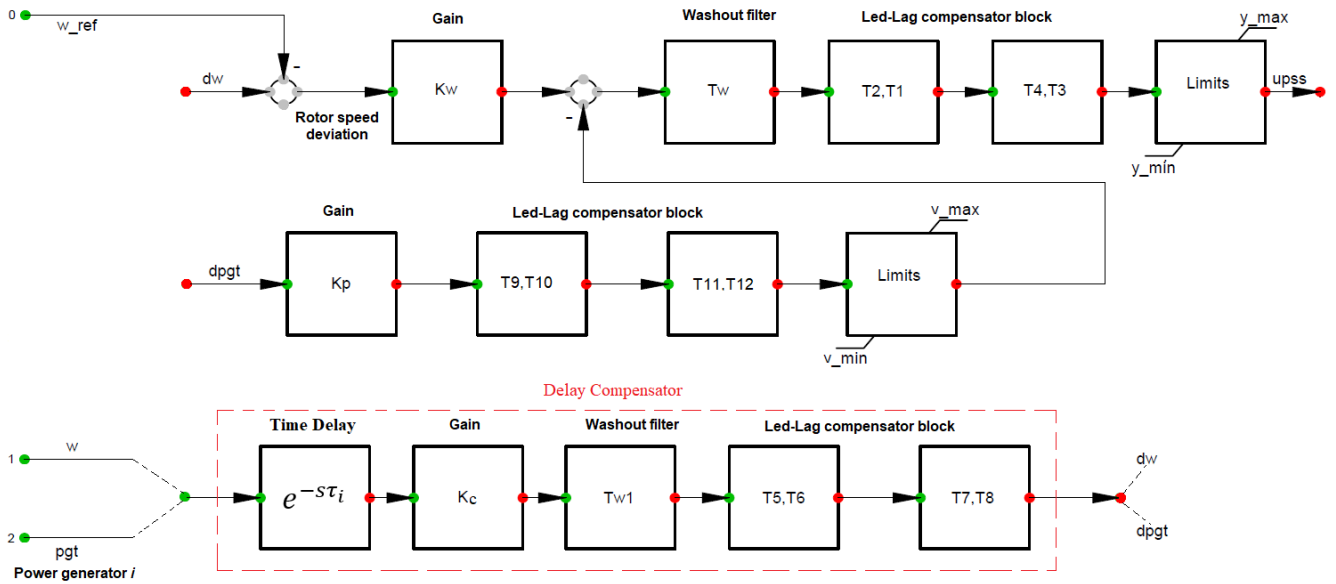 0
w_ref
Gain
Washout filter
Led-Lag compensator block
y_max
-
dw
Kw
Tw
T2,T1
T4,T3
Limits
upss
Rotor speed
deviation
-
y_mín
Gain
Led-Lag compensator block
v_max
dpgt
Kp
T9,T10
T11,T12
Limits
v_min
Delay Compensator
Time Delay
Gain
Washout filter
Led-Lag compensator block
1
w
dw
e^{-sτ_i}
Kc
Tw1
T5,T6
T7,T8
2
pgt
dpgt
Power generator i